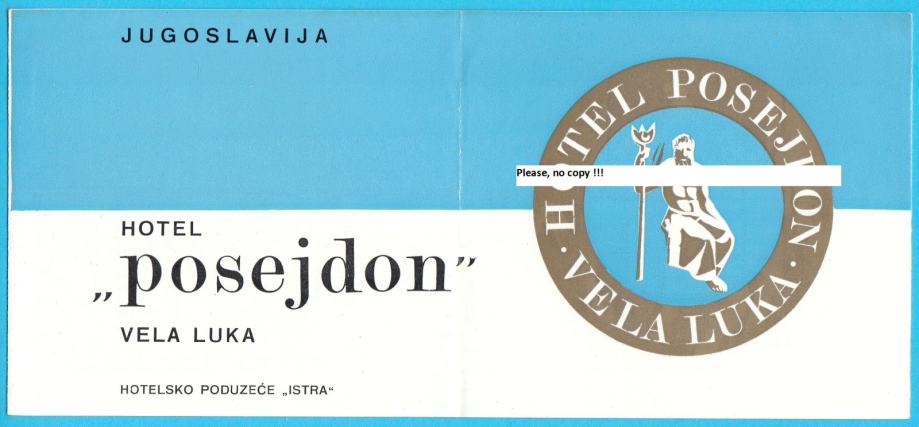 JUGOSLAVIJA
HOTEL
„posejdon”
VELA LUKA
HOTELSKO PODUZEĆE „ISTRA“
HOTEL POSEJDON
· VELA LUKA ·
Please, no copy !!!